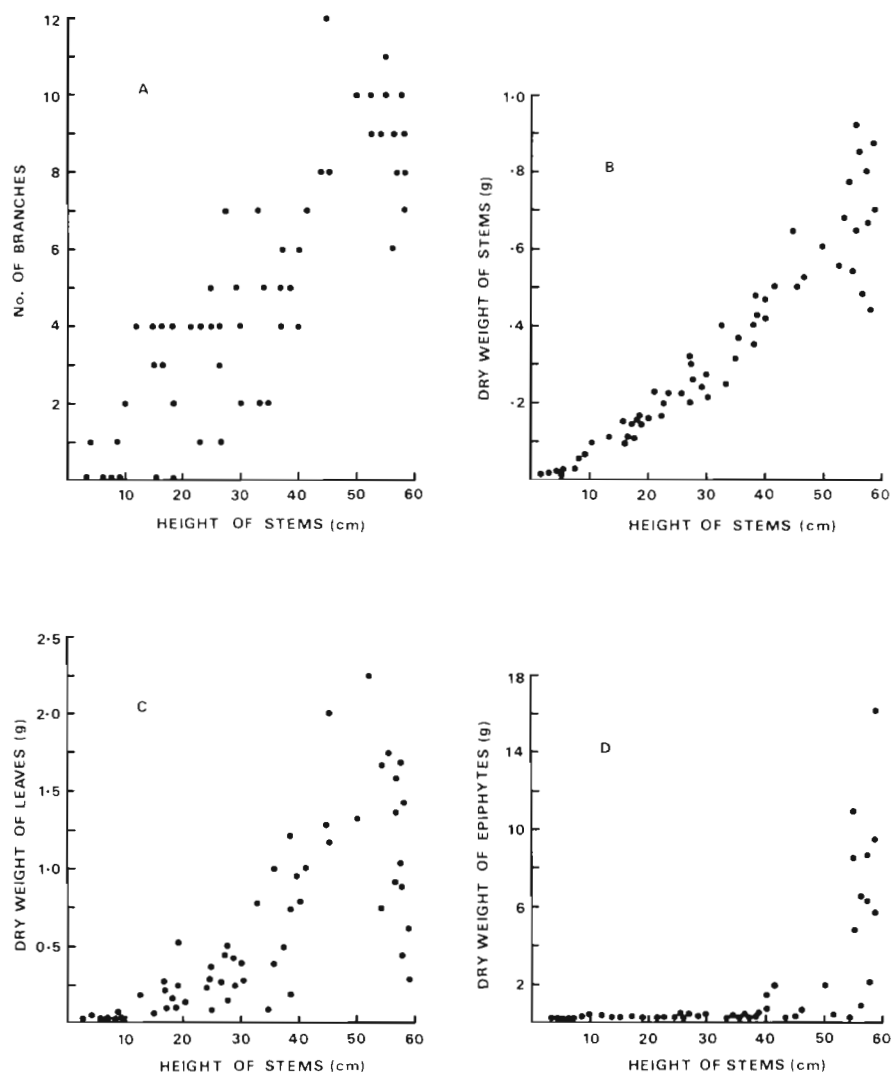 12
10
8
6
4
2
No. OF BRANCHES
A
10 20 30 40 50 60
HEIGHT OF STEMS (cm)
1·0
·8
·6
·4
·2
DRY WEIGHT OF STEMS (g)
B
10 20 30 40 50 60
HEIGHT OF STEMS (cm)
2·5
2·0
1·5
1·0
0·5
DRY WEIGHT OF LEAVES (g)
C
10 20 30 40 50 60
HEIGHT OF STEMS (cm)
18
14
10
6
2
DRY WEIGHT OF EPIPHYTES (g)
D
10 20 30 40 50 60
HEIGHT OF STEMS (cm)